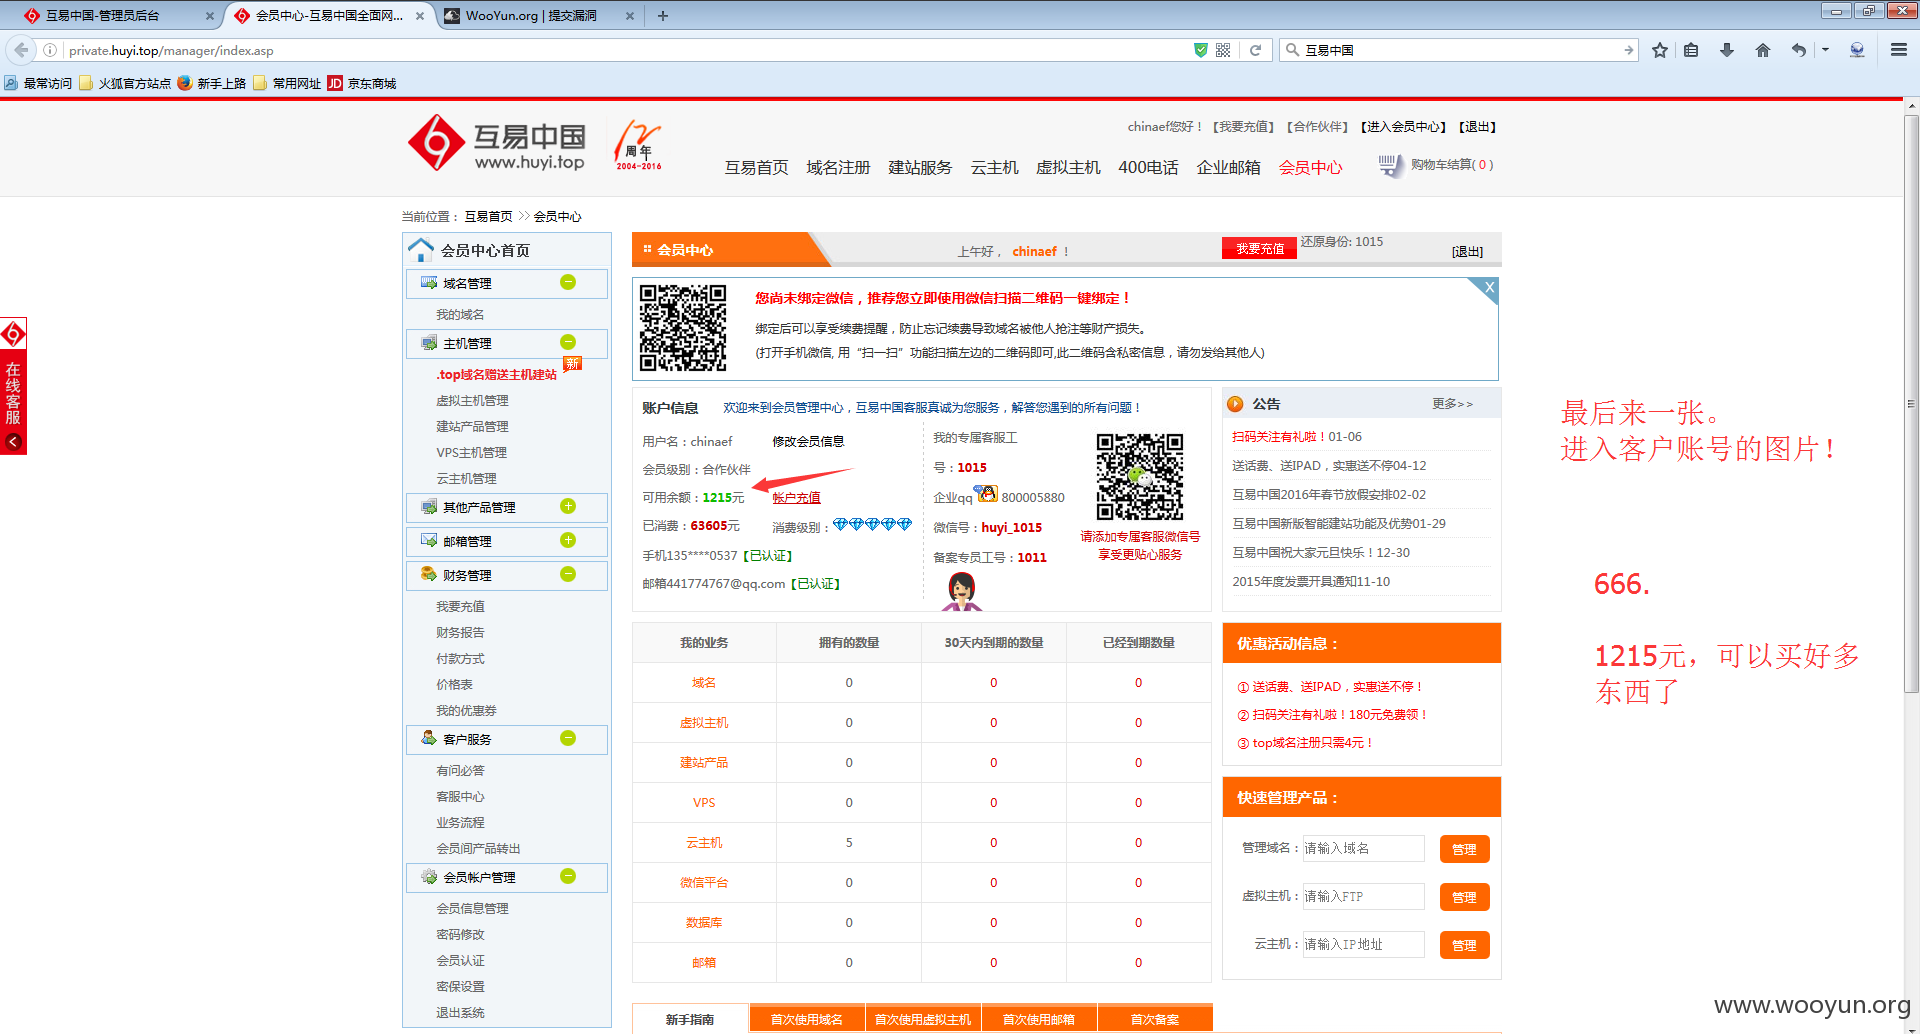 互易中国-管理员后台
会员中心-互易中国全面网...
WooYun.org | 提交漏洞
private.huyi.top/manager/index.asp
互易中国
最常访问
火狐官方站点
新手上路
常用网址
JD 京东商城
互易中国
www.huyi.top
12周年
2004-2016
chinaef您好！【我要充值】 【合作伙伴】 【进入会员中心】 【退出】
互易首页 域名注册 建站服务 云主机 虚拟主机 400电话 企业邮箱 会员中心
购物车结算( 0 )
当前位置： 互易首页 >> 会员中心
在线客服
会员中心首页
域名管理
我的域名
主机管理
.top域名赠送主机建站
新
虚拟主机管理
建站产品管理
VPS主机管理
云主机管理
其他产品管理
邮箱管理
财务管理
我要充值
财务报告
付款方式
价格表
我的优惠券
客户服务
有问必答
客服中心
业务流程
会员间产品转出
会员帐户管理
会员信息管理
密码修改
会员认证
密保设置
退出系统
会员中心
上午好， chinaef ！
我要充值
还原身份: 1015
[退出]
X
您尚未绑定微信，推荐您立即使用微信扫描二维码一键绑定！
绑定后可以享受续费提醒，防止忘记续费导致域名被他人抢注等财产损失。
(打开手机微信, 用“扫一扫”功能扫描左边的二维码即可,此二维码含私密信息，请勿发给其他人)
账户信息
欢迎来到会员管理中心，互易中国客服真诚为您服务，解答您遇到的所有问题！
用户名：chinaef
修改会员信息
会员级别：合作伙伴
可用余额：1215元
帐户充值
已消费：63605元
消费级别：
手机135****0537【已认证】
邮箱441774767@qq.com【已认证】
我的专属客服工
号：1015
企业qq 800005880
微信号：huyi_1015
备案专员工号：1011
请添加专属客服微信号
享受更贴心服务
公告
更多>>
扫码关注有礼啦！01-06
送话费、送IPAD，实惠送不停04-12
互易中国2016年春节放假安排02-02
互易中国新版智能建站功能及优势01-29
互易中国祝大家元旦快乐！12-30
2015年度发票开具通知11-10
我的业务 拥有的数量 30天内到期的数量 已经到期数量
域名 0 0 0
虚拟主机 0 0 0
建站产品 0 0 0
VPS 0 0 0
云主机 5 0 0
微信平台 0 0 0
数据库 0 0 0
邮箱 0 0 0
优惠活动信息：
① 送话费、送IPAD，实惠送不停！
② 扫码关注有礼啦！180元免费领！
③ top域名注册只需4元！
快速管理产品：
管理域名：请输入域名 管理
虚拟主机：请输入FTP 管理
云主机：请输入IP地址 管理
新手指南 首次使用域名 首次使用虚拟主机 首次使用邮箱 首次备案
最后来一张。
进入客户账号的图片！
666.
1215元，可以买好多
东西了
www.wooyun.org